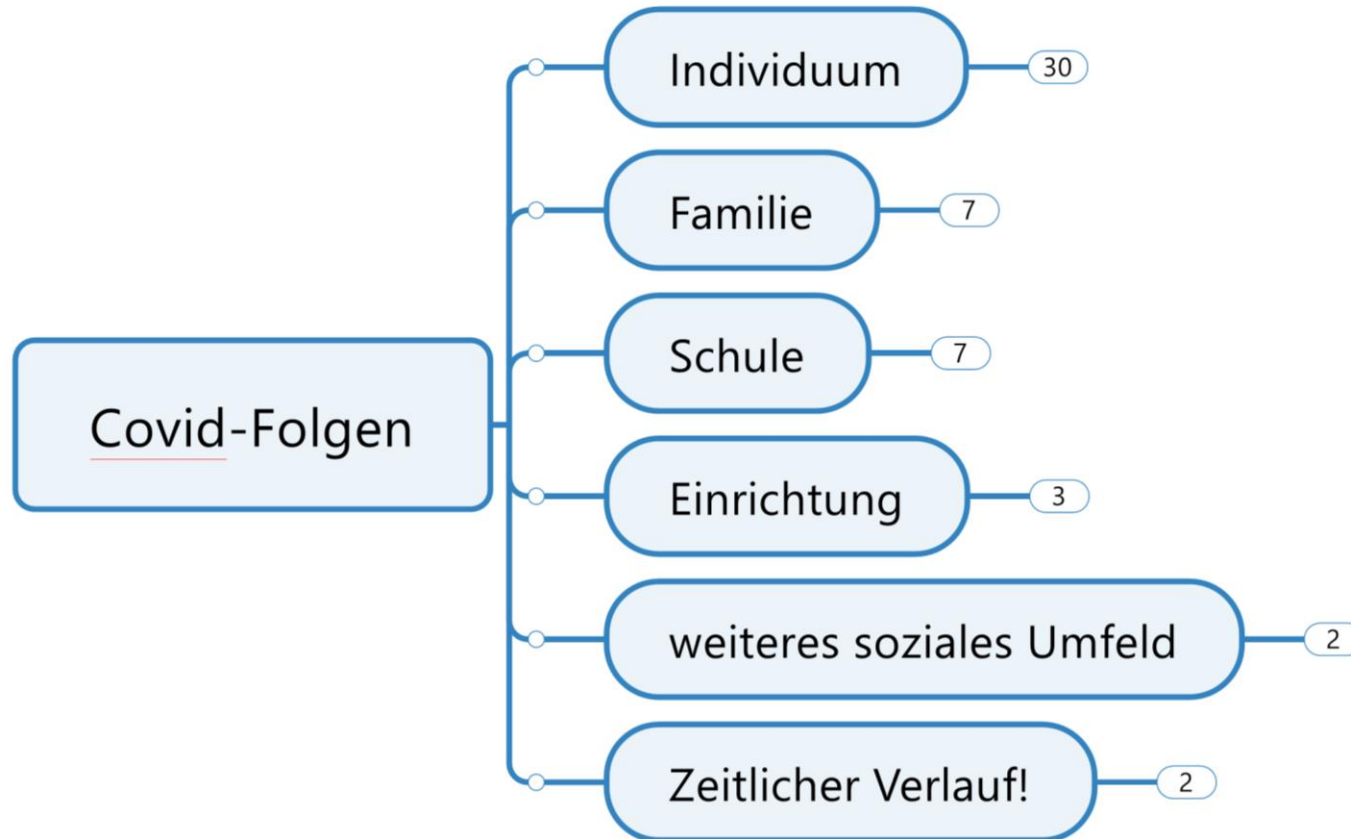 Covid-Folgen
Individuum
30
Familie
7
Schule
7
Einrichtung
3
weiteres soziales Umfeld
2
Zeitlicher Verlauf!
2